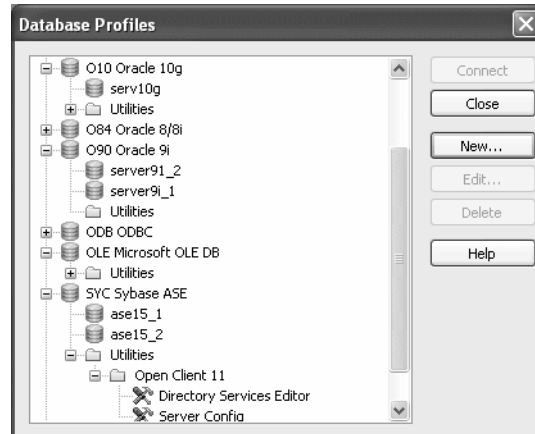 Database Profiles
O10 Oracle 10g
serv10g
Utilities
O84 Oracle 8/8i
O90 Oracle 9i
server91_2
server9i_1
Utilities
ODB ODBC
OLE Microsoft OLE DB
Utilities
SYC Sybase ASE
ase15_1
ase15_2
Utilities
Open Client 11
Directory Services Editor
Server Config
Connect
Close
New...
Edit...
Delete
Help